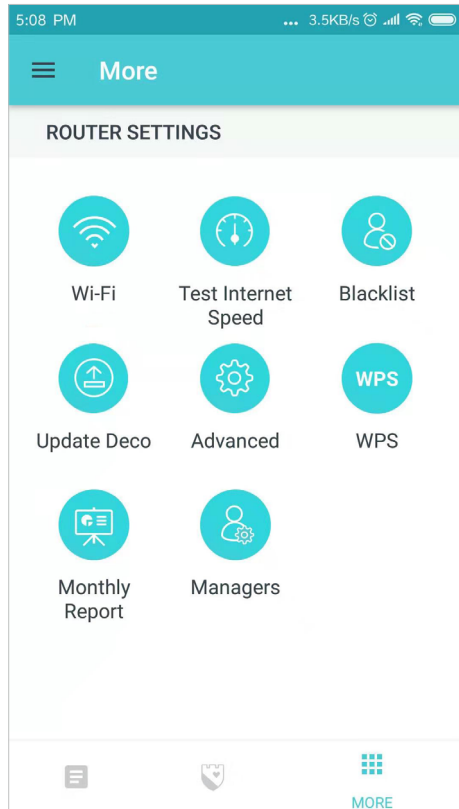 5:08 PM ... 3.5KB/s
More
ROUTER SETTINGS
Wi-Fi Test Internet Blacklist
Speed
WPS
Update Deco Advanced WPS
Monthly Managers
Report
MORE